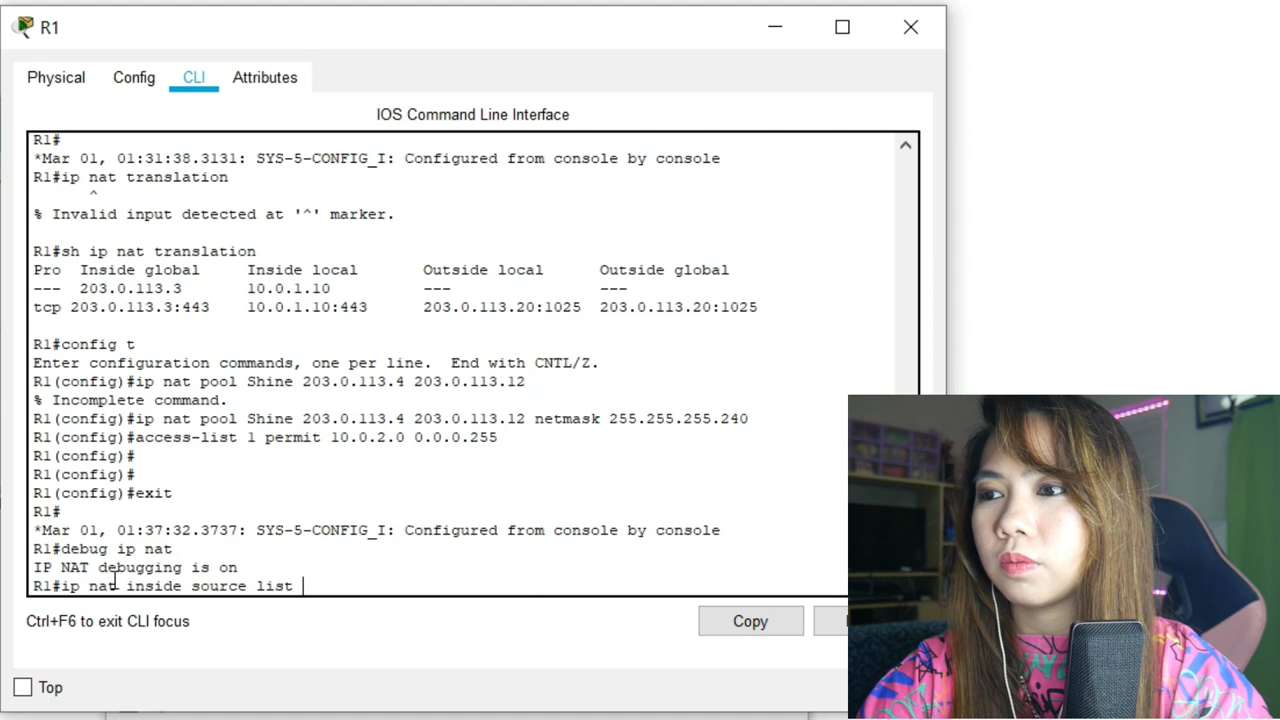 R1
Physical Config CLI Attributes
IOS Command Line Interface
R1#
*Mar 01, 01:31:38.3131: SYS-5-CONFIG_I: Configured from console by console
R1#ip nat translation
^
% Invalid input detected at '^' marker.
R1#sh ip nat translation
Pro Inside global Inside local Outside local Outside global
--- 203.0.113.3 10.0.1.10 --- ---
tcp 203.0.113.3:443 10.0.1.10:443 203.0.113.20:1025 203.0.113.20:1025
R1#config t
Enter configuration commands, one per line. End with CNTL/Z.
R1(config)#ip nat pool Shine 203.0.113.4 203.0.113.12
% Incomplete command.
R1(config)#ip nat pool Shine 203.0.113.4 203.0.113.12 netmask 255.255.255.240
R1(config)#access-list 1 permit 10.0.2.0 0.0.0.255
R1(config)#
R1(config)#
R1(config)#exit
R1#
*Mar 01, 01:37:32.3737: SYS-5-CONFIG_I: Configured from console by console
R1#debug ip nat
IP NAT debugging is on
R1#ip nat inside source list
Ctrl+F6 to exit CLI focus
Copy
Top